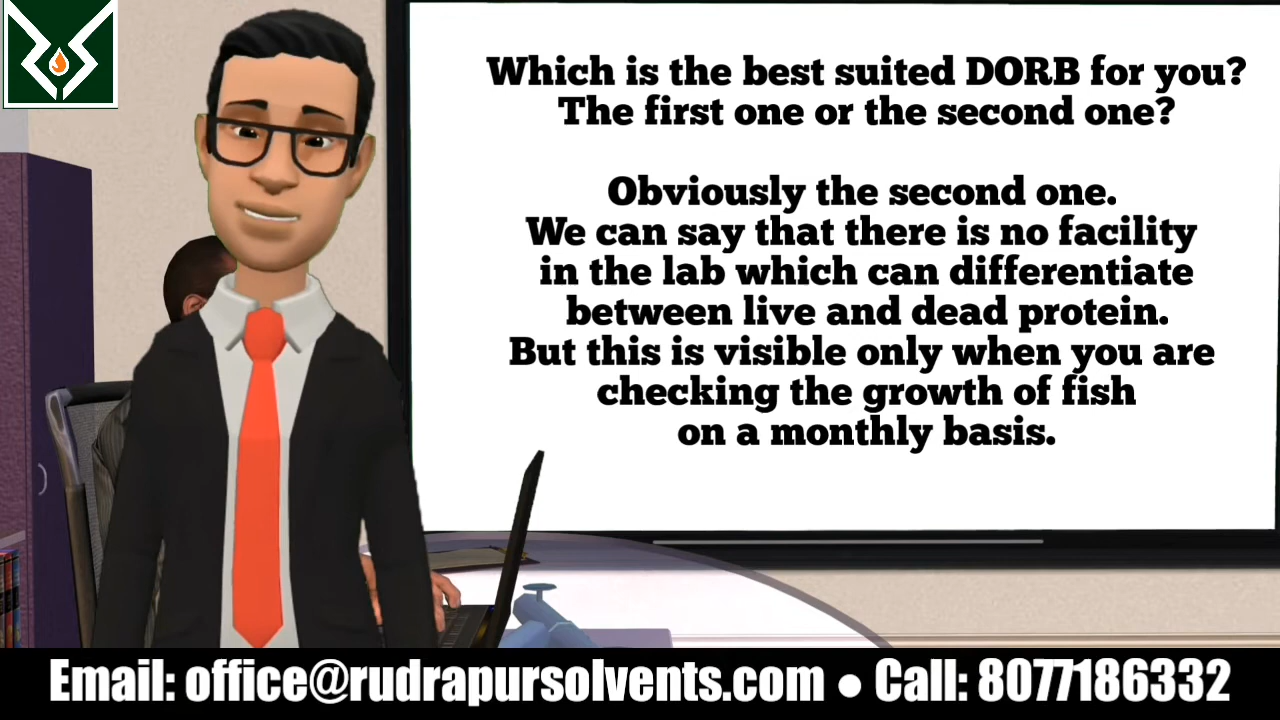 Which is the best suited DORB for you?
The first one or the second one?
Obviously the second one.
We can say that there is no facility
in the lab which can differentiate
between live and dead protein.
But this is visible only when you are
checking the growth of fish
on a monthly basis.
Email: office@rudrapursolvents.com ● Call: 8077186332